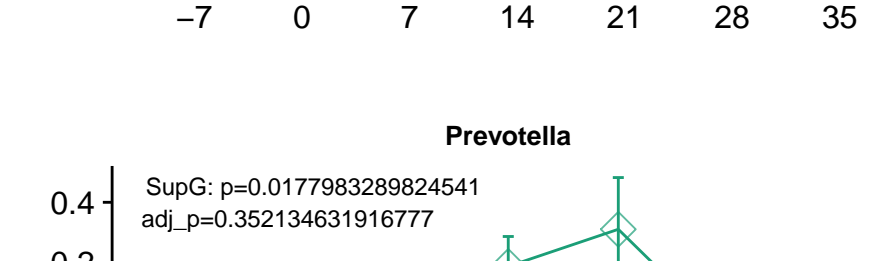 −7 0 7 14 21 28 35
Prevotella
SupG: p=0.0177983289824541
0.4
adj_p=0.352134631916777